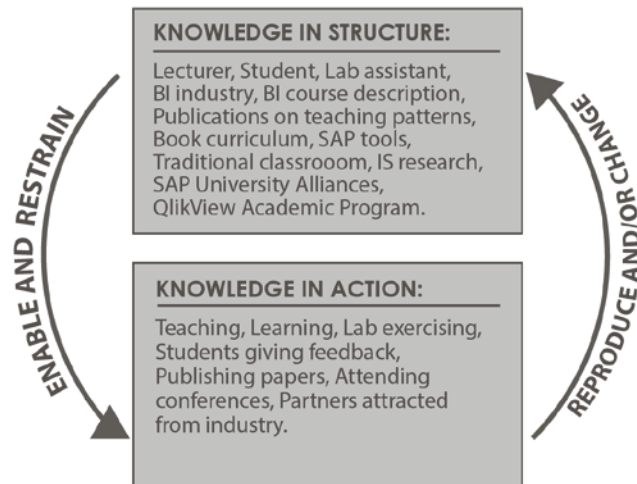 KNOWLEDGE IN STRUCTURE:
Lecturer, Student, Lab assistant,
BI industry, BI course description,
Publications on teaching patterns,
Book curriculum, SAP tools,
Traditional classrooom, IS research,
SAP University Alliances,
QlikView Academic Program.
ENABLE AND RESTRAIN
REPRODUCE AND/OR CHANGE
KNOWLEDGE IN ACTION:
Teaching, Learning, Lab exercising,
Students giving feedback,
Publishing papers, Attending
conferences, Partners attracted
from industry.